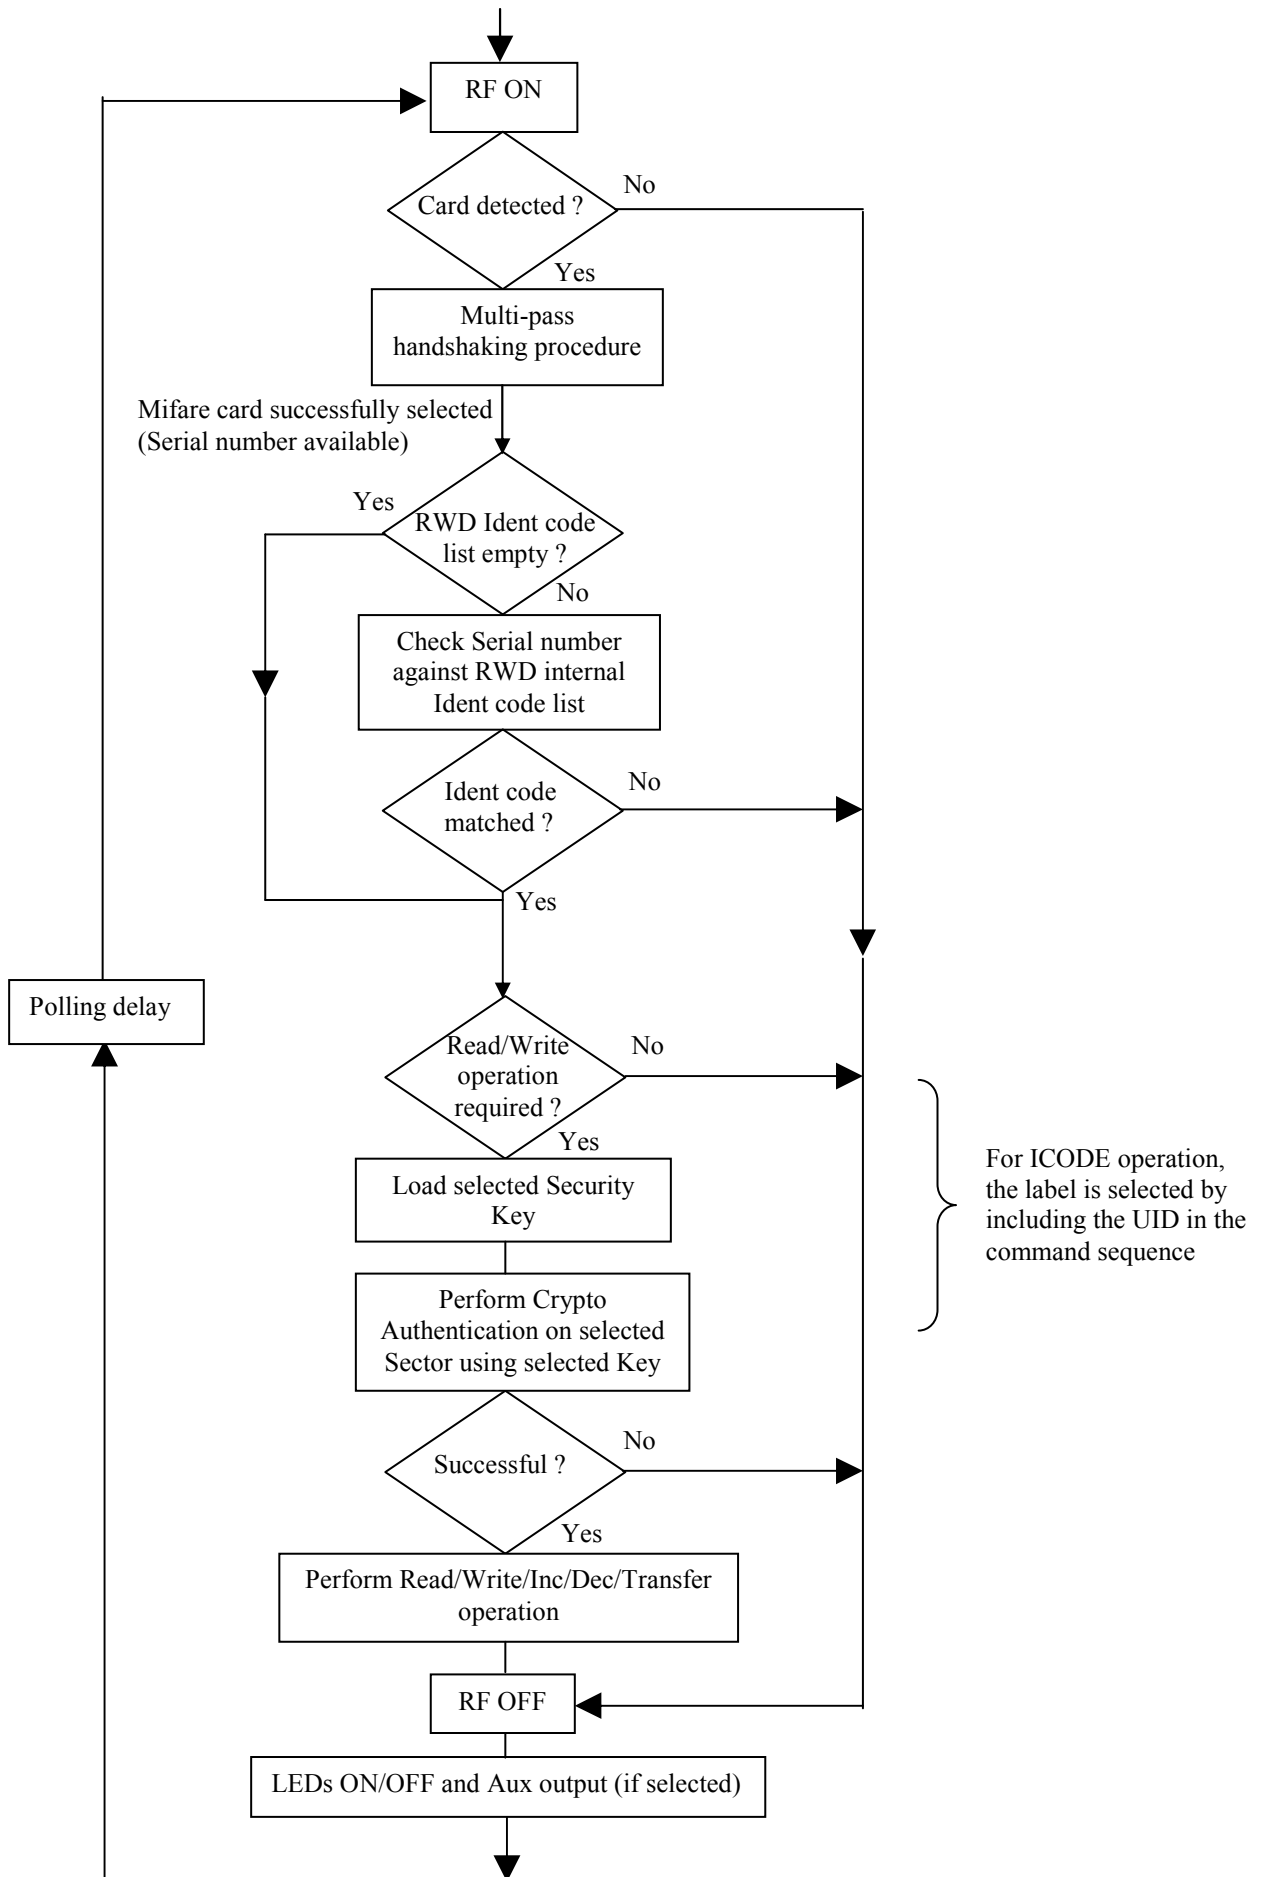 RF ON
No
Card detected ?
Yes
Multi-pass
handshaking procedure
Mifare card successfully selected
(Serial number available)
Yes
RWD Ident code
list empty ?
No
Check Serial number
against RWD internal
Ident code list
No
Ident code
matched ?
Yes
Polling delay
Read/Write
operation
required ?
No
Yes
For ICODE operation,
the label is selected by
including the UID in the
command sequence
Load selected Security
Key
Perform Crypto
Authentication on selected
Sector using selected Key
No
Successful ?
Yes
Perform Read/Write/Inc/Dec/Transfer
operation
RF OFF
LEDs ON/OFF and Aux output (if selected)